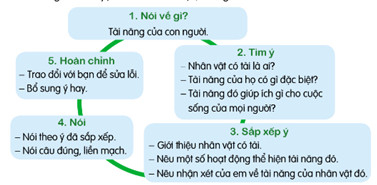 1. Nói về gì?
Tài năng của con người.
2. Tìm ý
– Nhân vật có tài là ai?
– Tài năng của họ có gì đặc biệt?
– Tài năng đó giúp ích gì cho cuộc
sống của mọi người?
3. Sắp xếp ý
– Giới thiệu nhân vật có tài.
– Nêu một số hoạt động thể hiện tài năng đó.
– Nêu nhận xét của em về tài năng của nhân vật đó.
4. Nói
– Nói theo ý đã sắp xếp.
– Nói câu đúng, liền mạch.
5. Hoàn chỉnh
– Trao đổi với bạn để sửa lỗi.
– Bổ sung ý hay.